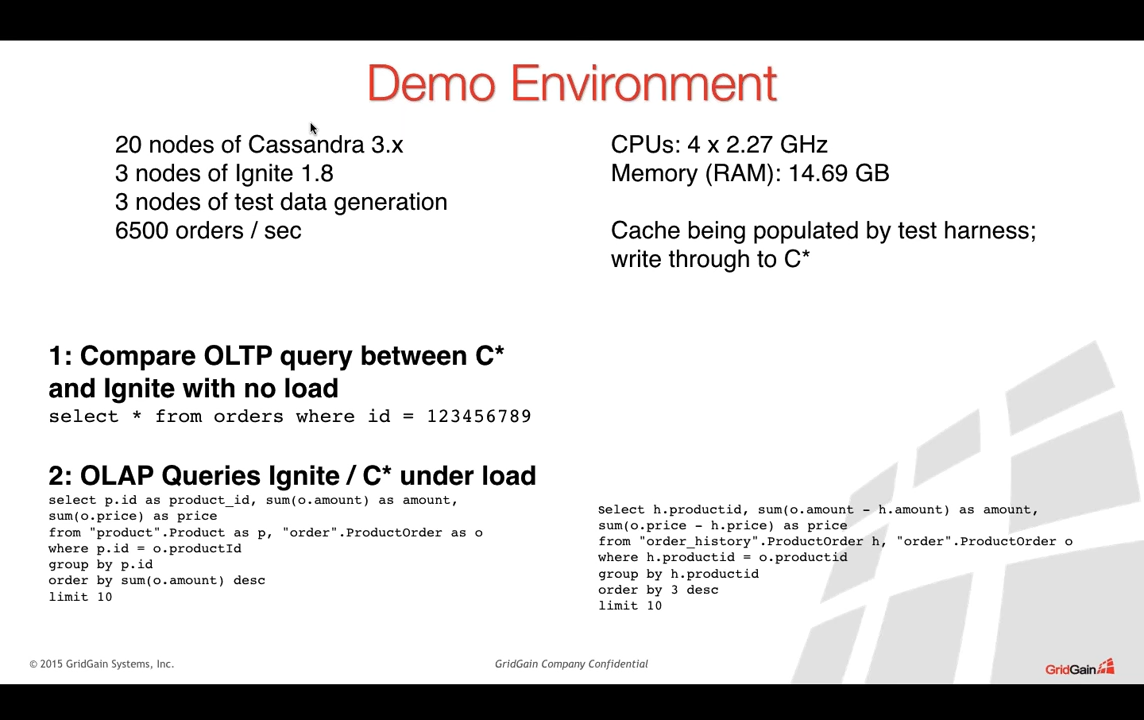 Demo Environment
20 nodes of Cassandra 3.x
3 nodes of Ignite 1.8
3 nodes of test data generation
6500 orders / sec
CPUs: 4 x 2.27 GHz
Memory (RAM): 14.69 GB
Cache being populated by test harness;
write through to C*
1: Compare OLTP query between C*
and Ignite with no load
select * from orders where id = 123456789
2: OLAP Queries Ignite / C* under load
select p.id as product_id, sum(o.amount) as amount,
sum(o.price) as price
from "product".Product as p, "order".ProductOrder as o
where p.id = o.productId
group by p.id
order by sum(o.amount) desc
limit 10
Select h.productid, sum(o.amount - h.amount) as amount,
sum(o.price - h.price) as price
from "order_history".ProductOrder h, "order".ProductOrder o
where h.productid = o.productid
group by h.productid
order by 3 desc
limit 10
© 2015 GridGain Systems, Inc.
GridGain Company Confidential
GridGain